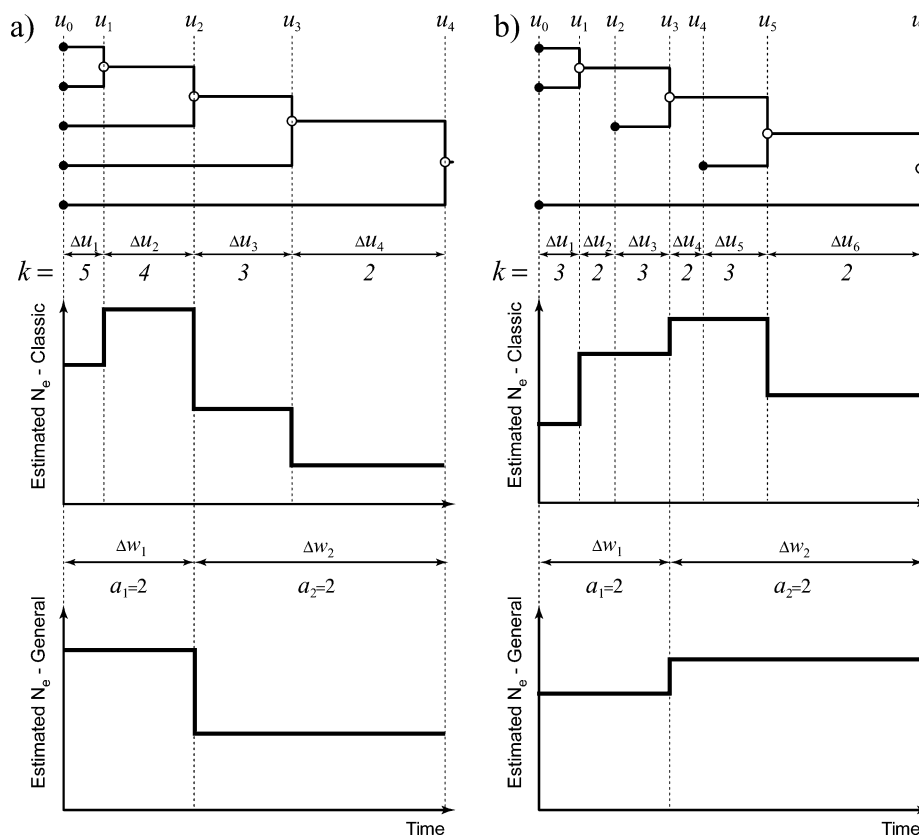 a)
u0 u1 u2 u3 u4
Δu1 Δu2 Δu3 Δu4
k = 5 4 3 2
Estimated Ne - Classic
Δw1 Δw2
a1=2 a2=2
Estimated Ne - General
Time
b)
u0 u1 u2 u3 u4 u5 u
Δu1 Δu2 Δu3 Δu4 Δu5 Δu6
k = 3 2 3 2 3 2
Estimated Ne - Classic
Δw1 Δw2
a1=2 a2=2
Estimated Ne - General
Time